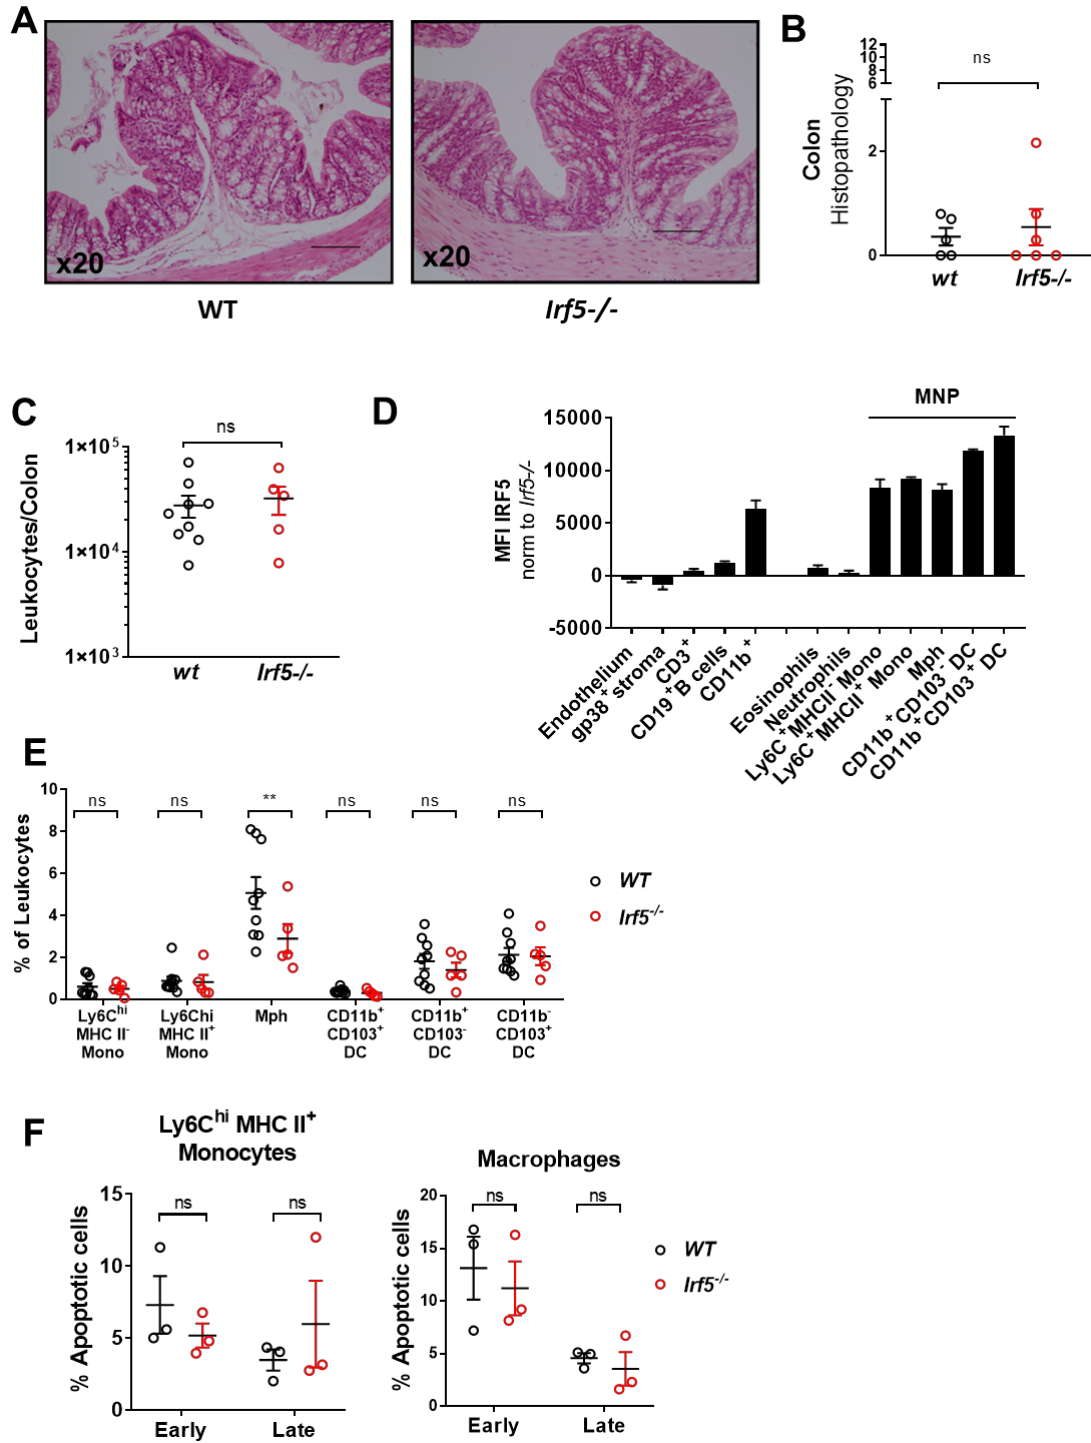 A
x20
WT
x20
Irf5-/-
B
Colon
Histopathology
12
10
8
6
2
0
ns
wt
Irf5-/-
C
Leukocytes/Colon
1×10⁵
1×10⁴
1×10³
ns
wt
Irf5-/-
D
MFI IRF5
norm to Irf5-/-
15000
10000
5000
0
-5000
MNP
Endothelium
gp38⁺ stroma
CD3⁺
CD19⁺B cells
CD11b⁺
Eosinophils
Neutrophils
Ly6C⁺MHCII⁻ Mono
Ly6C⁺MHCII⁺ Mono
Mph
CD11b⁺CD103⁻ DC
CD11b⁺CD103⁺ DC
E
% of Leukocytes
10
8
6
4
2
0
ns
ns
**
ns
ns
ns
WT
Irf5⁻/⁻
Ly6Cʰⁱ
MHC II⁻
Mono
Ly6Chi
MHC II⁺
Mono
Mph
CD11b⁺
CD103⁺
DC
CD11b⁺
CD103⁻
DC
CD11b⁻
CD103⁺
DC
F
Ly6Cʰⁱ MHC II⁺
Monocytes
% Apoptotic cells
15
10
5
0
ns
ns
Early
Late
Macrophages
% Apoptotic cells
20
15
10
5
0
ns
ns
Early
Late
WT
Irf5⁻/⁻